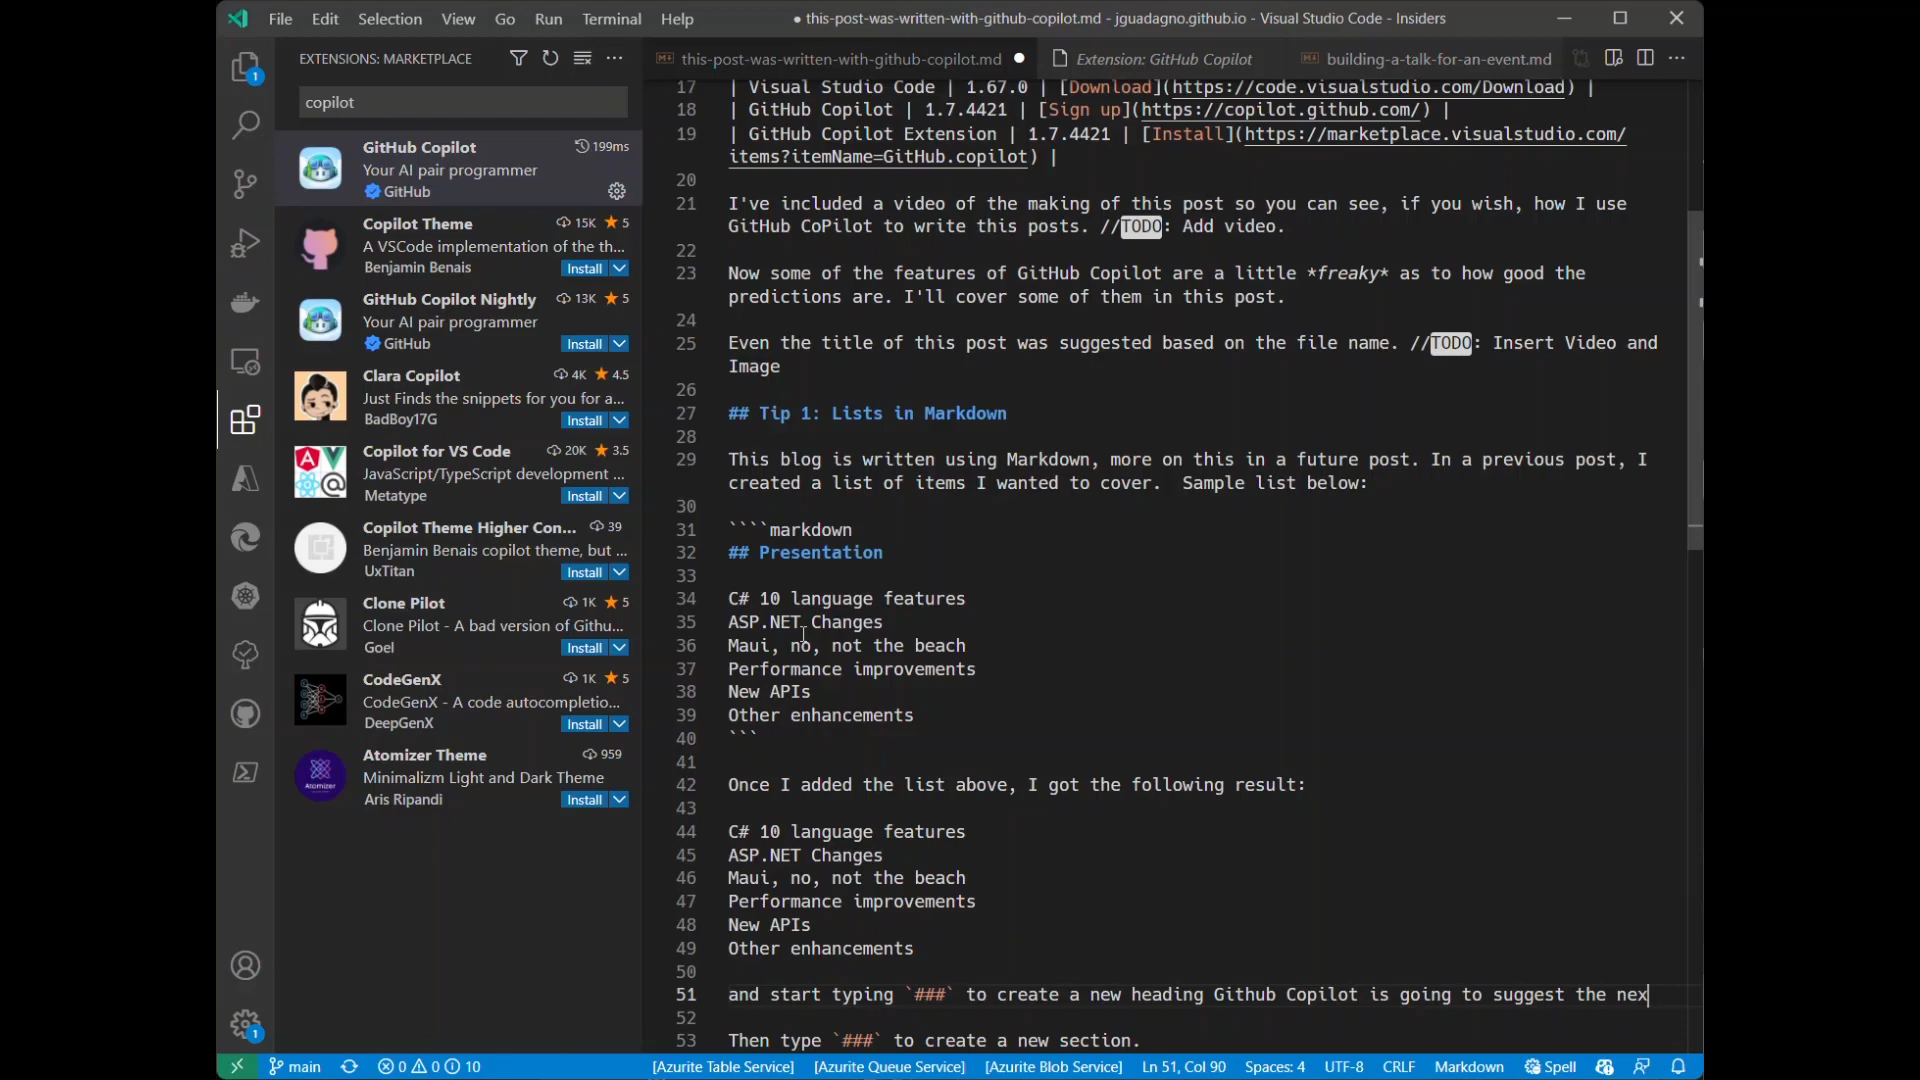 File Edit Selection View Go Run Terminal Help
● this-post-was-written-with-github-copilot.md - jguadagno.github.io - Visual Studio Code - Insiders
EXTENSIONS: MARKETPLACE
copilot
GitHub Copilot 199ms
Your AI pair programmer
GitHub
Copilot Theme 15K 5
A VSCode implementation of the th...
Benjamin Benais Install
GitHub Copilot Nightly 13K 5
Your AI pair programmer
GitHub Install
Clara Copilot 4K 4.5
Just Finds the snippets for you for a...
BadBoy17G Install
Copilot for VS Code 20K 3.5
JavaScript/TypeScript development ...
Metatype Install
Copilot Theme Higher Con... 39
Benjamin Benais copilot theme, but ...
UxTitan Install
Clone Pilot 1K 5
Clone Pilot - A bad version of Githu...
Goel Install
CodeGenX 1K 5
CodeGenX - A code autocompletio...
DeepGenX Install
Atomizer Theme 959
Minimalizm Light and Dark Theme
Aris Ripandi Install
Atomizer
1
1
this-post-was-written-with-github-copilot.md ● Extension: GitHub Copilot building-a-talk-for-an-event.md
17 | Visual Studio Code | 1.67.0 | [Download](https://code.visualstudio.com/Download) |
18 | GitHub Copilot | 1.7.4421 | [Sign up](https://copilot.github.com/) |
19 | GitHub Copilot Extension | 1.7.4421 | [Install](https://marketplace.visualstudio.com/
items?itemName=GitHub.copilot) |
20
21 I've included a video of the making of this post so you can see, if you wish, how I use
GitHub CoPilot to write this posts. //TODO: Add video.
22
23 Now some of the features of GitHub Copilot are a little *freaky* as to how good the
predictions are. I'll cover some of them in this post.
24
25 Even the title of this post was suggested based on the file name. //TODO: Insert Video and
Image
26
27 ## Tip 1: Lists in Markdown
28
29 This blog is written using Markdown, more on this in a future post. In a previous post, I
created a list of items I wanted to cover.  Sample list below:
30
31 ````markdown
32 ## Presentation
33
34 C# 10 language features
35 ASP.NET Changes
36 Maui, no, not the beach
37 Performance improvements
38 New APIs
39 Other enhancements
40 ```
41
42 Once I added the list above, I got the following result:
43
44 C# 10 language features
45 ASP.NET Changes
46 Maui, no, not the beach
47 Performance improvements
48 New APIs
49 Other enhancements
50
51 and start typing `###` to create a new heading Github Copilot is going to suggest the nex
52
53 Then type `###` to create a new section.
main 0 0 10 [Azurite Table Service] [Azurite Queue Service] [Azurite Blob Service] Ln 51, Col 90 Spaces: 4 UTF-8 CRLF Markdown Spell